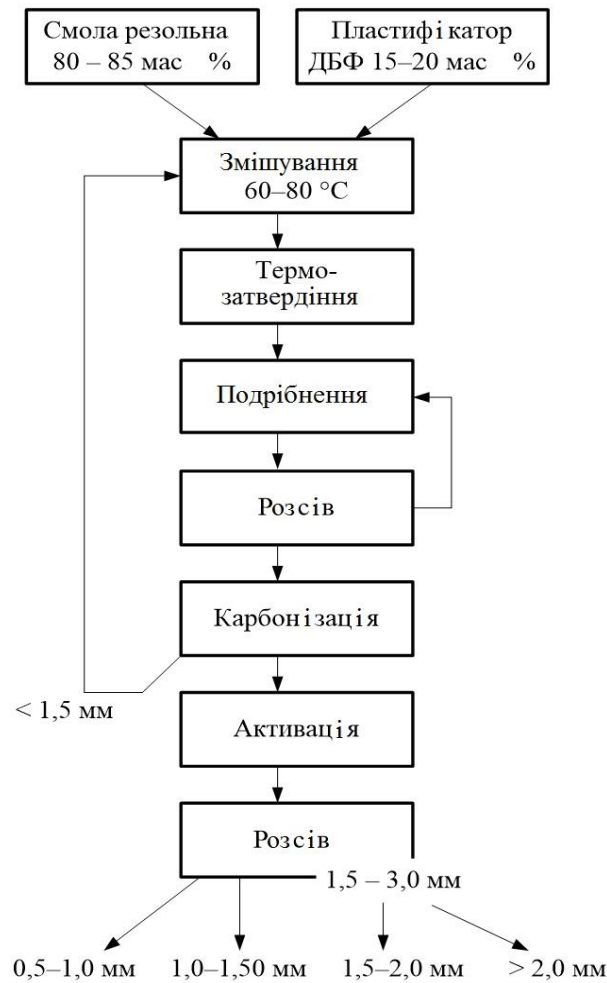 Смола резольна
80 – 85 мас %
Пластифікатор
ДБФ 15–20 мас %
Змішування
60–80 °С
Термо-
затвердіння
Подрібнення
Розсів
Карбонізація
< 1,5 мм
Активація
Розсів
1,5 – 3,0 мм
0,5–1,0 мм
1,0–1,50 мм
1,5–2,0 мм
> 2,0 мм